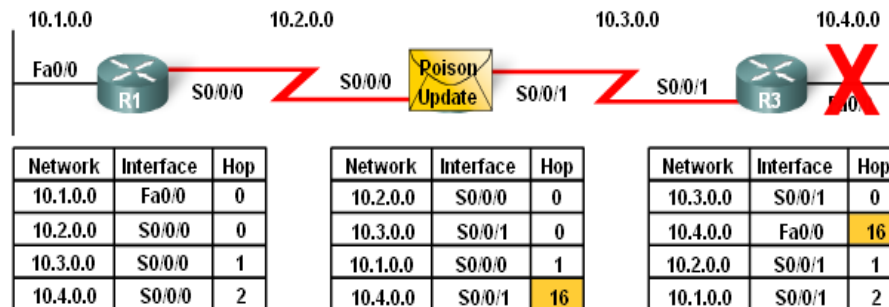 10.1.0.0 10.2.0.0 10.3.0.0 10.4.0.0
Fa0/0 S0/0/0 S0/0/0 Poison Update S0/0/1 S0/0/1
R1 R3
Network Interface Hop
10.1.0.0 Fa0/0 0
10.2.0.0 S0/0/0 0
10.3.0.0 S0/0/0 1
10.4.0.0 S0/0/0 2
Network Interface Hop
10.2.0.0 S0/0/0 0
10.3.0.0 S0/0/1 0
10.1.0.0 S0/0/0 1
10.4.0.0 S0/0/1 16
Network Interface Hop
10.3.0.0 S0/0/1 0
10.4.0.0 Fa0/0 16
10.2.0.0 S0/0/1 1
10.1.0.0 S0/0/1 2